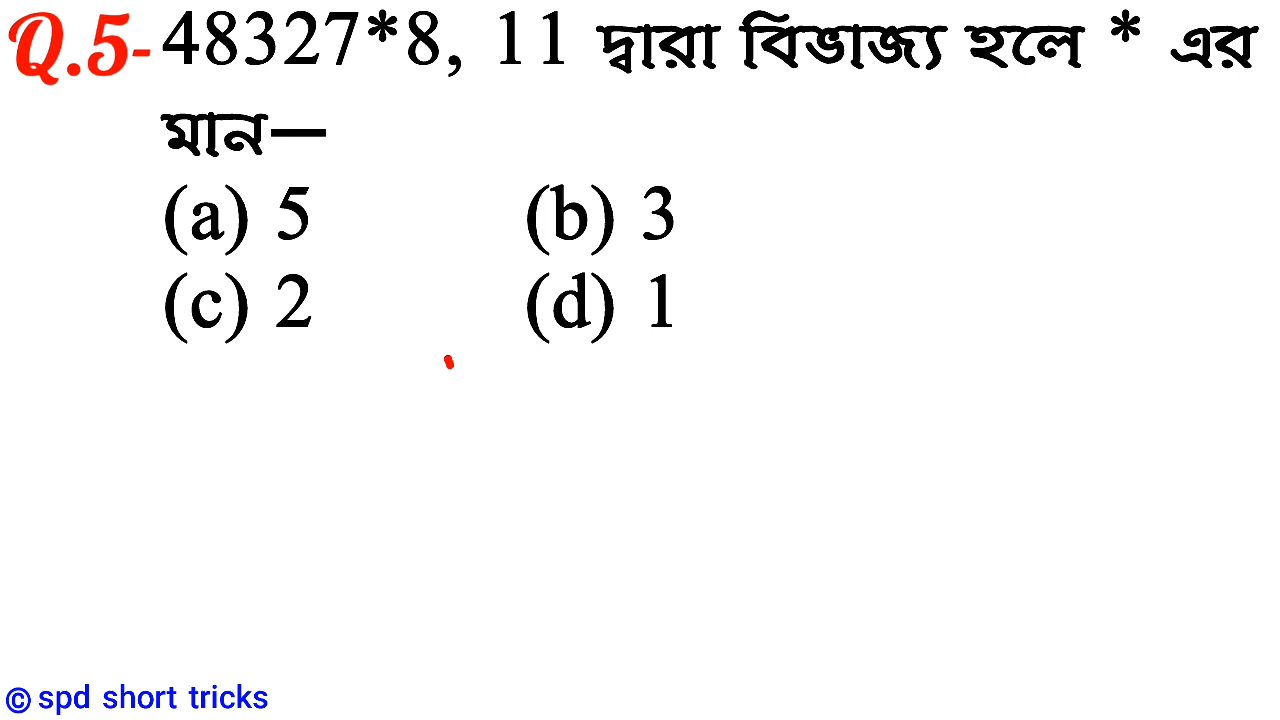 Q.5- 48327*8, 11 দ্বারা বিভাজ্য হলে * এর
মান—
(a) 5 (b) 3
(c) 2 (d) 1
© spd short tricks